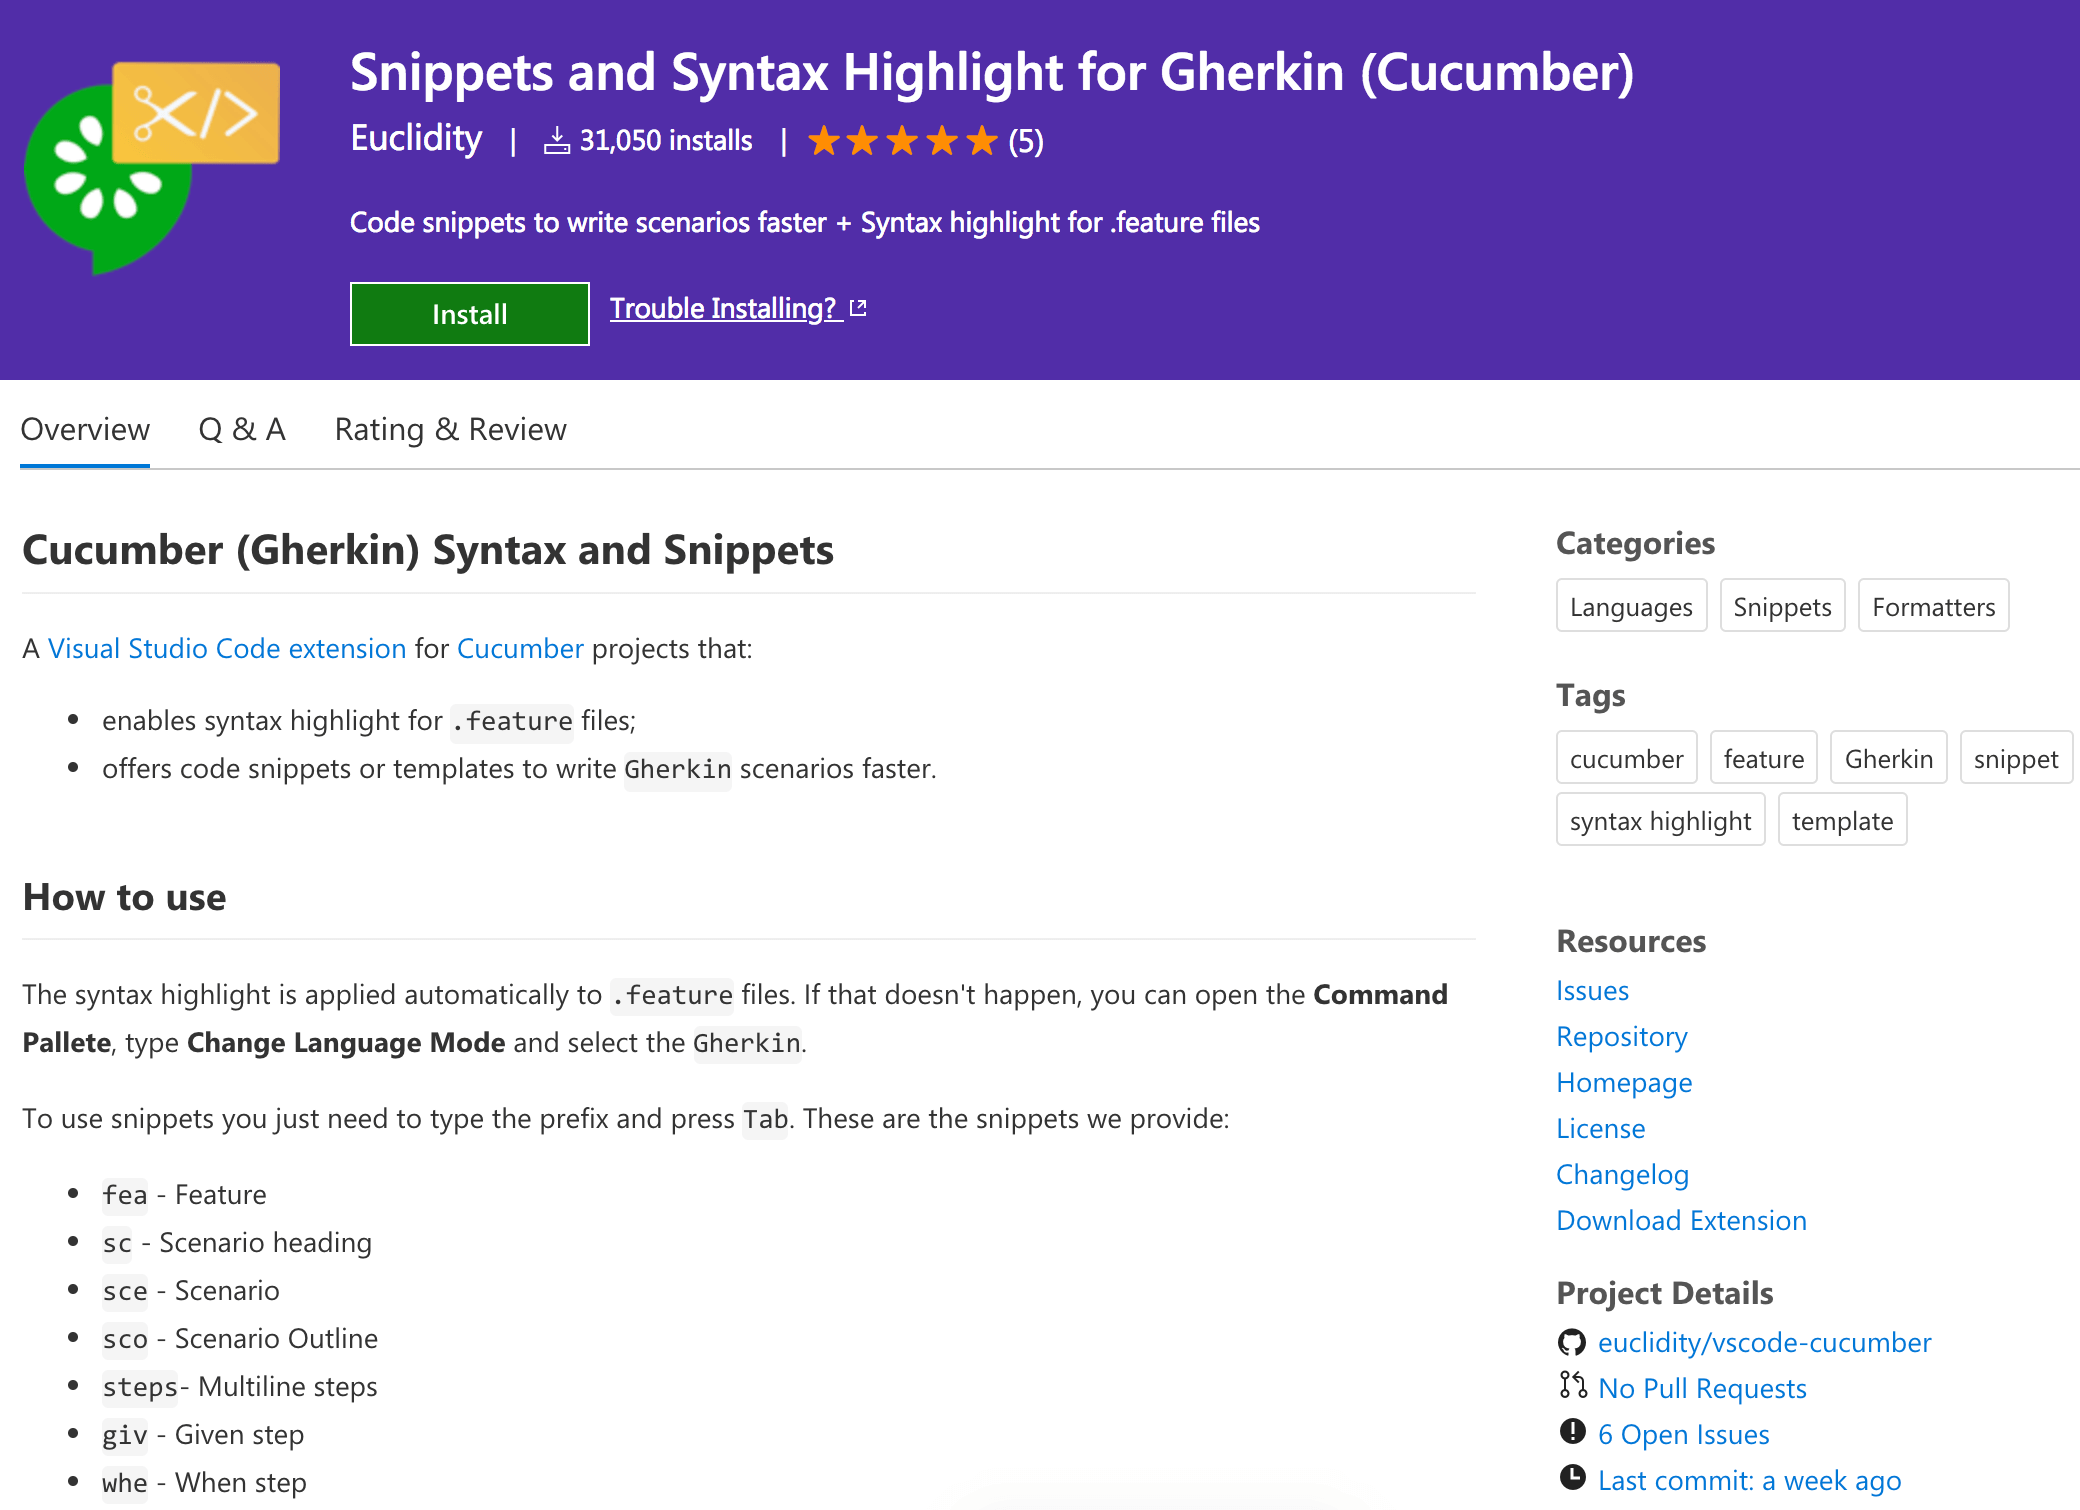 Snippets and Syntax Highlight for Gherkin (Cucumber)
Euclidity | 31,050 installs | ★★★★★ (5)
Code snippets to write scenarios faster + Syntax highlight for .feature files
Install Trouble Installing?
Overview Q & A Rating & Review
Cucumber (Gherkin) Syntax and Snippets
A Visual Studio Code extension for Cucumber projects that:
• enables syntax highlight for .feature files;
• offers code snippets or templates to write Gherkin scenarios faster.
How to use
The syntax highlight is applied automatically to .feature files. If that doesn't happen, you can open the Command
Pallete, type Change Language Mode and select the Gherkin.
To use snippets you just need to type the prefix and press Tab. These are the snippets we provide:
• fea - Feature
• sc - Scenario heading
• sce - Scenario
• sco - Scenario Outline
• steps- Multiline steps
• giv - Given step
• whe - When step
Categories
Languages Snippets Formatters
Tags
cucumber feature Gherkin snippet
syntax highlight template
Resources
Issues
Repository
Homepage
License
Changelog
Download Extension
Project Details
euclidity/vscode-cucumber
No Pull Requests
6 Open Issues
Last commit: a week ago